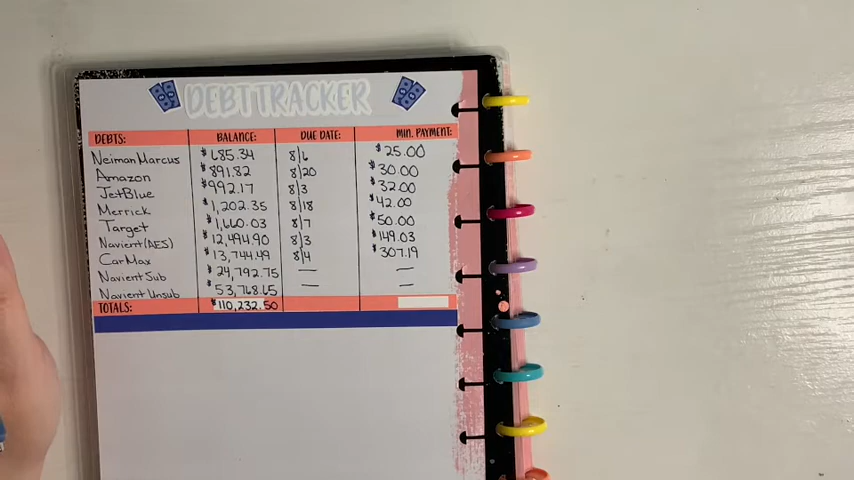 DEBT TRACKER
DEBTS: BALANCE: DUE DATE: MIN. PAYMENT:
Neiman Marcus $685.34 8/6 $25.00
Amazon $891.82 8/20 $30.00
JetBlue $992.17 8/3 $32.00
Merrick $1,202.35 8/18 $42.00
Target $1,660.03 8/7 $50.00
Navient (AES) $12,494.90 8/3 $149.03
CarMax $13,744.49 8/4 $307.19
Navient Sub $24,792.75 — —
Navient Unsub $53,768.65 — —
TOTALS: $110,232.50